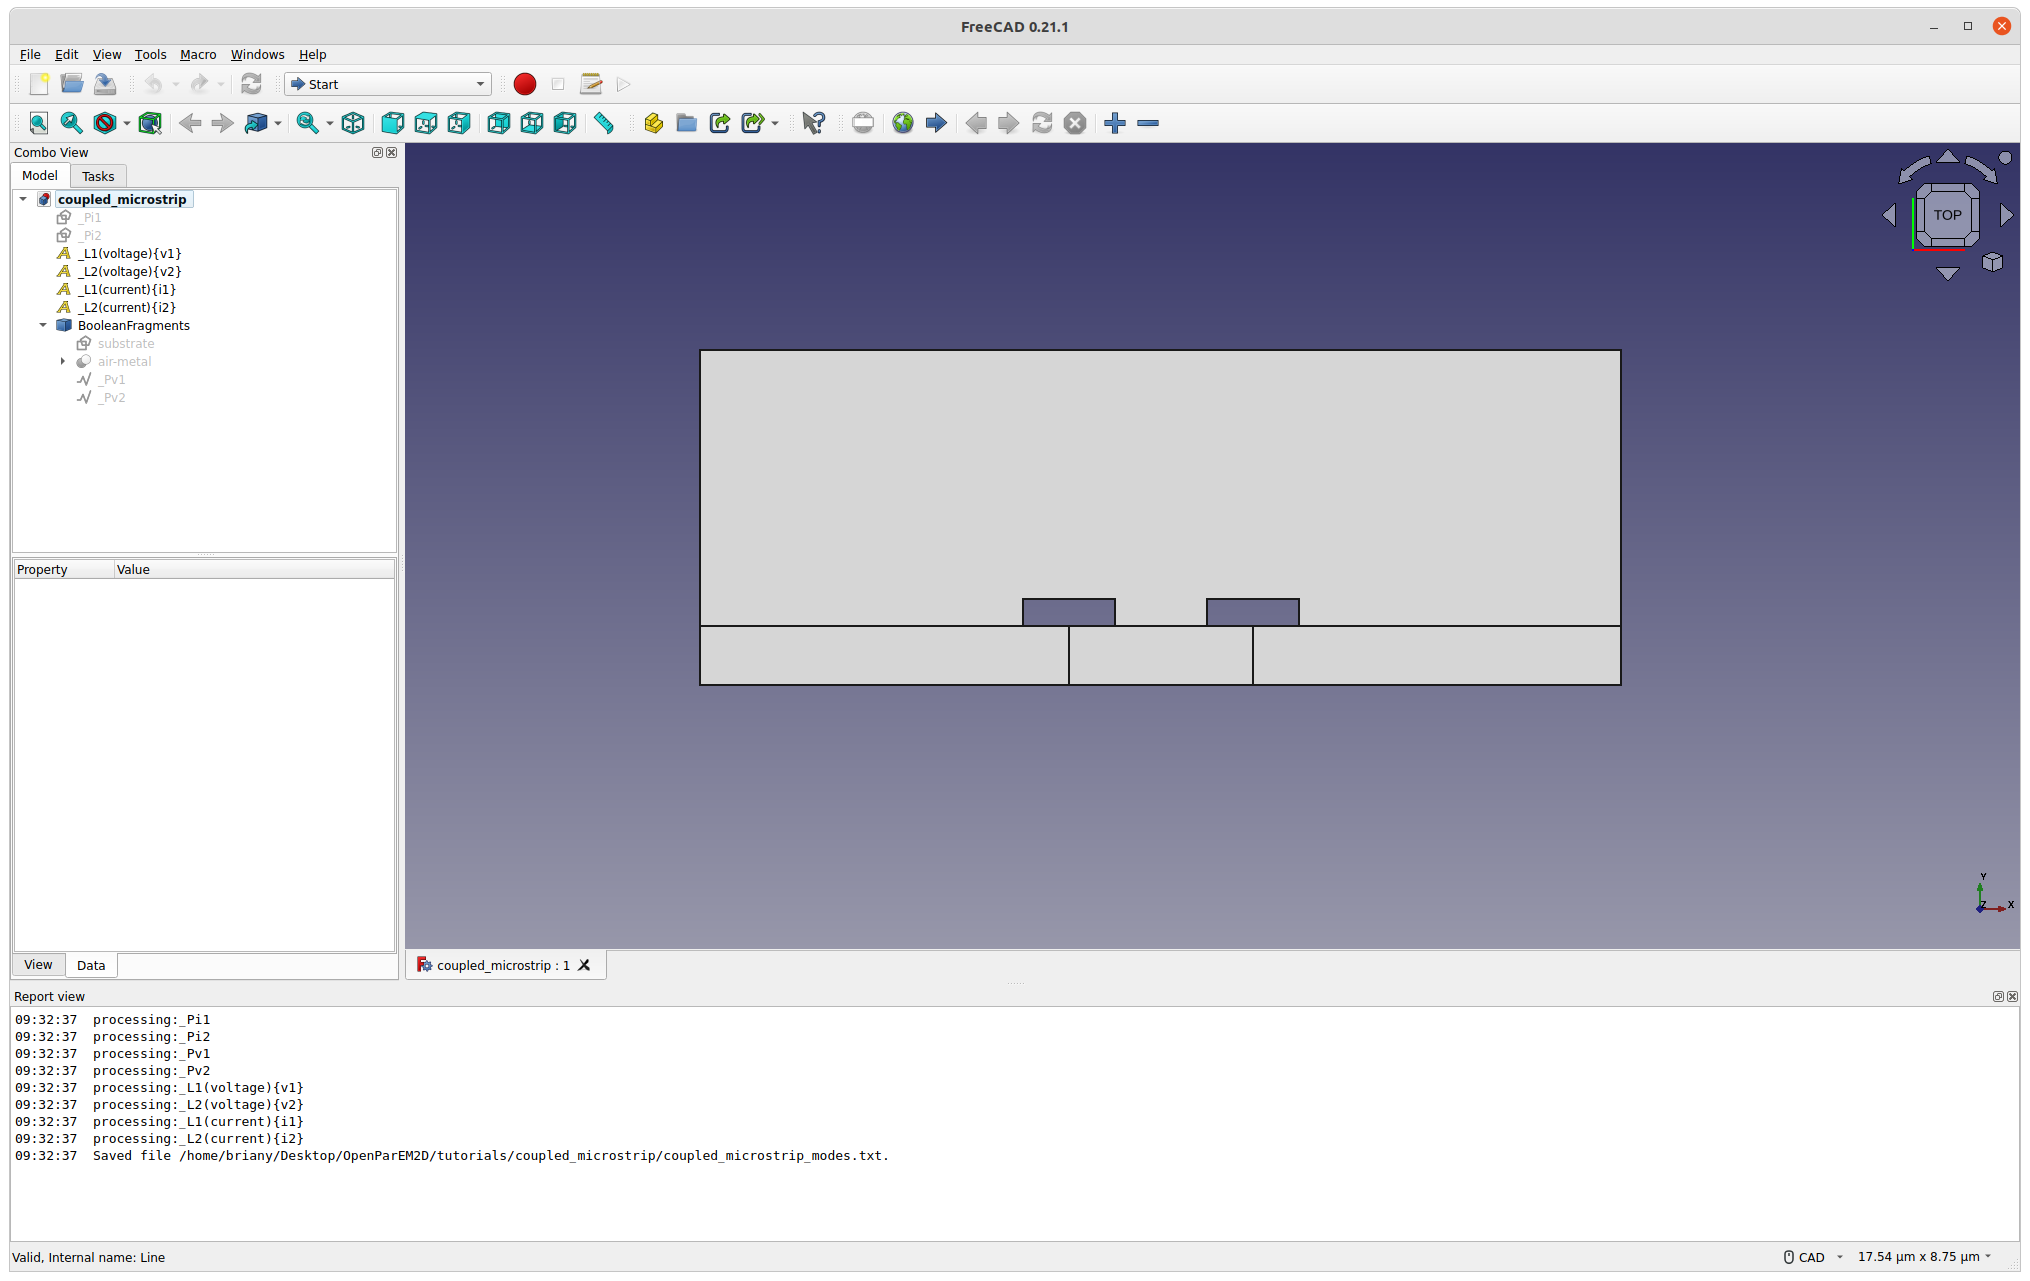 FreeCAD 0.21.1
File Edit View Tools Macro Windows Help
Start
Combo View
Model Tasks
coupled_microstrip
_Pi1
_Pi2
_L1(voltage){v1}
_L2(voltage){v2}
_L1(current){i1}
_L2(current){i2}
BooleanFragments
substrate
air-metal
_Pv1
_Pv2
Property Value
View Data
TOP
Y
Z X
coupled_microstrip : 1
Report view
09:32:37 processing:_Pi1
09:32:37 processing:_Pi2
09:32:37 processing:_Pv1
09:32:37 processing:_Pv2
09:32:37 processing:_L1(voltage){v1}
09:32:37 processing:_L2(voltage){v2}
09:32:37 processing:_L1(current){i1}
09:32:37 processing:_L2(current){i2}
09:32:37 Saved file /home/briany/Desktop/OpenParEM2D/tutorials/coupled_microstrip/coupled_microstrip_modes.txt.
Valid, Internal name: Line
CAD 17.54 µm x 8.75 µm